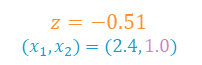 z = −0.51
(x₁,x₂) = (2.4,1.0)